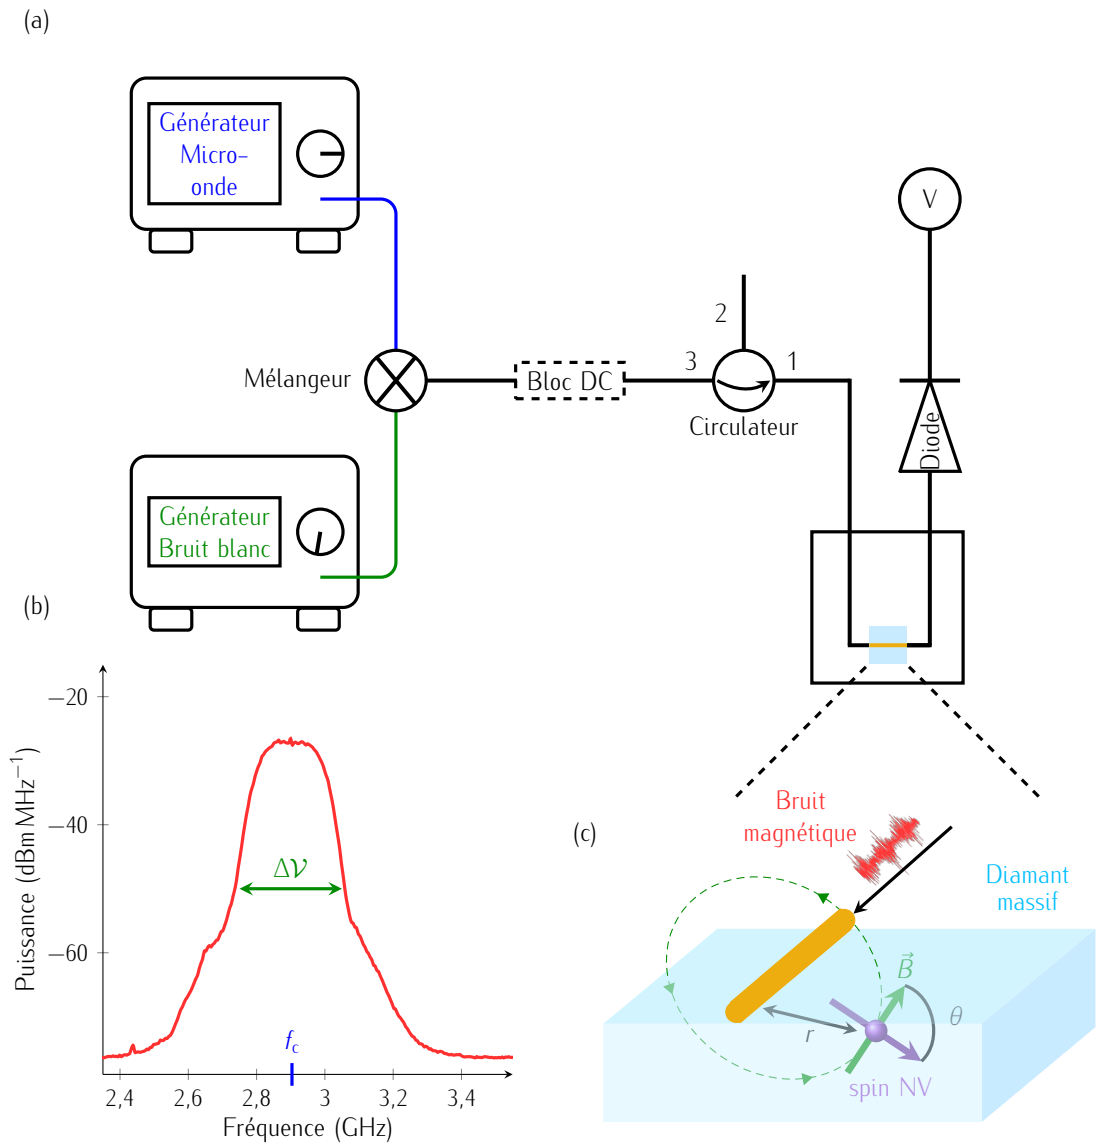 (a)
Générateur
Micro-
onde
V
2
3
1
Mélangeur
Bloc DC
Circulateur
Diode
Générateur
Bruit blanc
(b)
−20
−40
−60
Puissance (dBm MHz⁻¹)
Δ𝒱
f_c
2,4
2,6
2,8
3
3,2
3,4
Fréquence (GHz)
(c)
Bruit
magnétique
Diamant
massif
B⃗
θ
r
spin NV